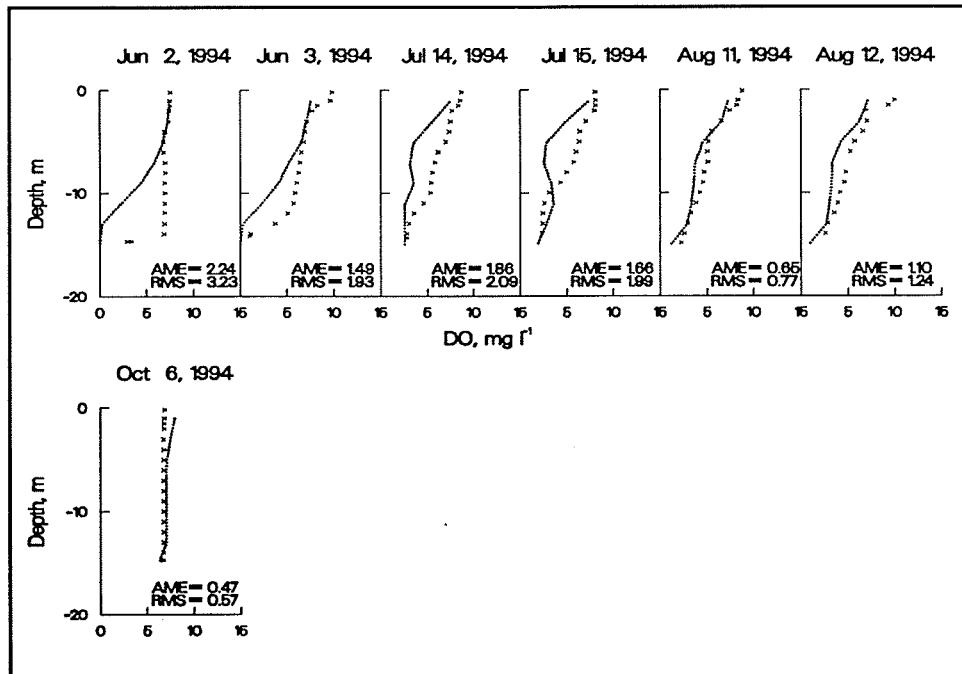 Jun 2, 1994 Jun 3, 1994 Jul 14, 1994 Jul 15, 1994 Aug 11, 1994 Aug 12, 1994
0
Depth, m
-10
-20
AME = 2.24
RMS = 3.23
AME = 1.49
RMS = 1.93
AME = 1.86
RMS = 2.09
AME = 1.66
RMS = 1.99
AME = 0.65
RMS = 0.77
AME = 1.10
RMS = 1.24
0 5 10 15 5 10 15 5 10 15 5 10 15 5 10 15 5 10 15
DO, mg l⁻¹
Oct 6, 1994
0
Depth, m
-10
-20
AME = 0.47
RMS = 0.57
0 5 10 15